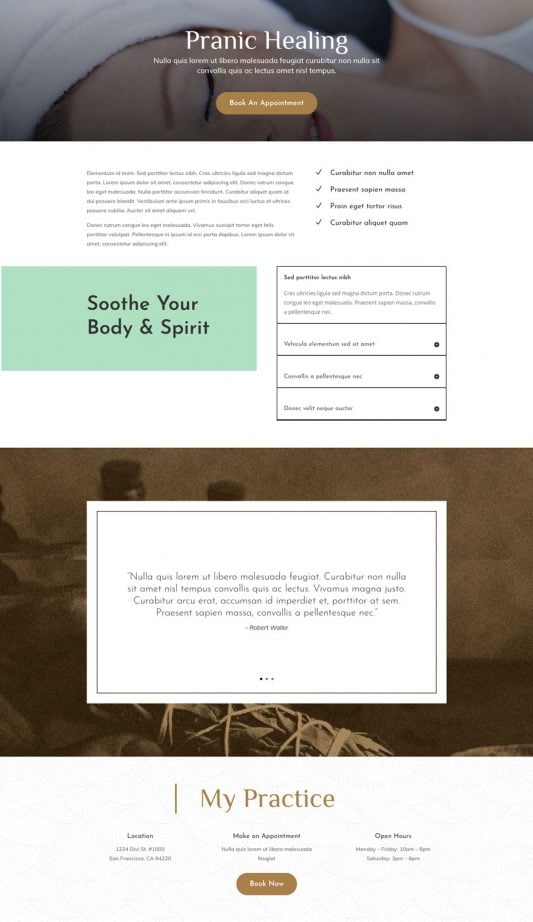 Pranic Healing
Nulla quis lorem ut libero malesuada feugiat curabitur non nulla sit
convallis quis ac lectus amet nisl tempus.
Book An Appointment
Elementum id enim. Sed porttitor lectus nibh. Cras ultricies ligula sed magna dictum
porta. Lorem ipsum dolor sit amet, consectetur adipiscing elit. Donec rutrum congue
leo eget malesuada. Nulla porttitor accumsan tincidunt. Curabitur aliquet quam id
dui posuere blandit. Vestibulum ante ipsum primis in faucibus orci luctus et ultrices
posuere cubilia. Auctor sit amet aliquam vel.
Donec rutrum congue leo eget malesuada. Vivamus suscipit tortor eget felis
porttitor volutpat. Pellentesque in ipsum id orci porta dapibus. Lorem ipsum dolor sit
amet, consectetur adipiscing elit.
Curabitur non nulla amet
Praesent sapien massa
Proin eget tortor risus
Curabitur aliquet quam
Soothe Your
Body & Spirit
Sed porttitor lectus nibh
Cras ultricies ligula sed magna dictum porta. Donec rutrum
congue leo eget malesuada. Praesent sapien massa, convallis
a pellentesque nec.
Vehicula elementum sed sit amet
Convallis a pellentesque nec
Donec velit neque auctor
“Nulla quis lorem ut libero malesuada feugiat. Curabitur non nulla
sit amet nisl tempus convallis quis ac lectus. Vivamus magna justo.
Curabitur arcu erat, accumsan id imperdiet et, porttitor at sem.
Praesent sapien massa, convallis a pellentesque nec.”
– Robert Waller
My Practice
Location
1234 Divi St. #1000
San Francisco, CA 94220
Make an Appointment
Nulla quis lorem ut libero malesuada
feugiat
Open Hours
Monday – Friday: 10am – 6pm
Saturday: 3pm – 6pm
Book Now